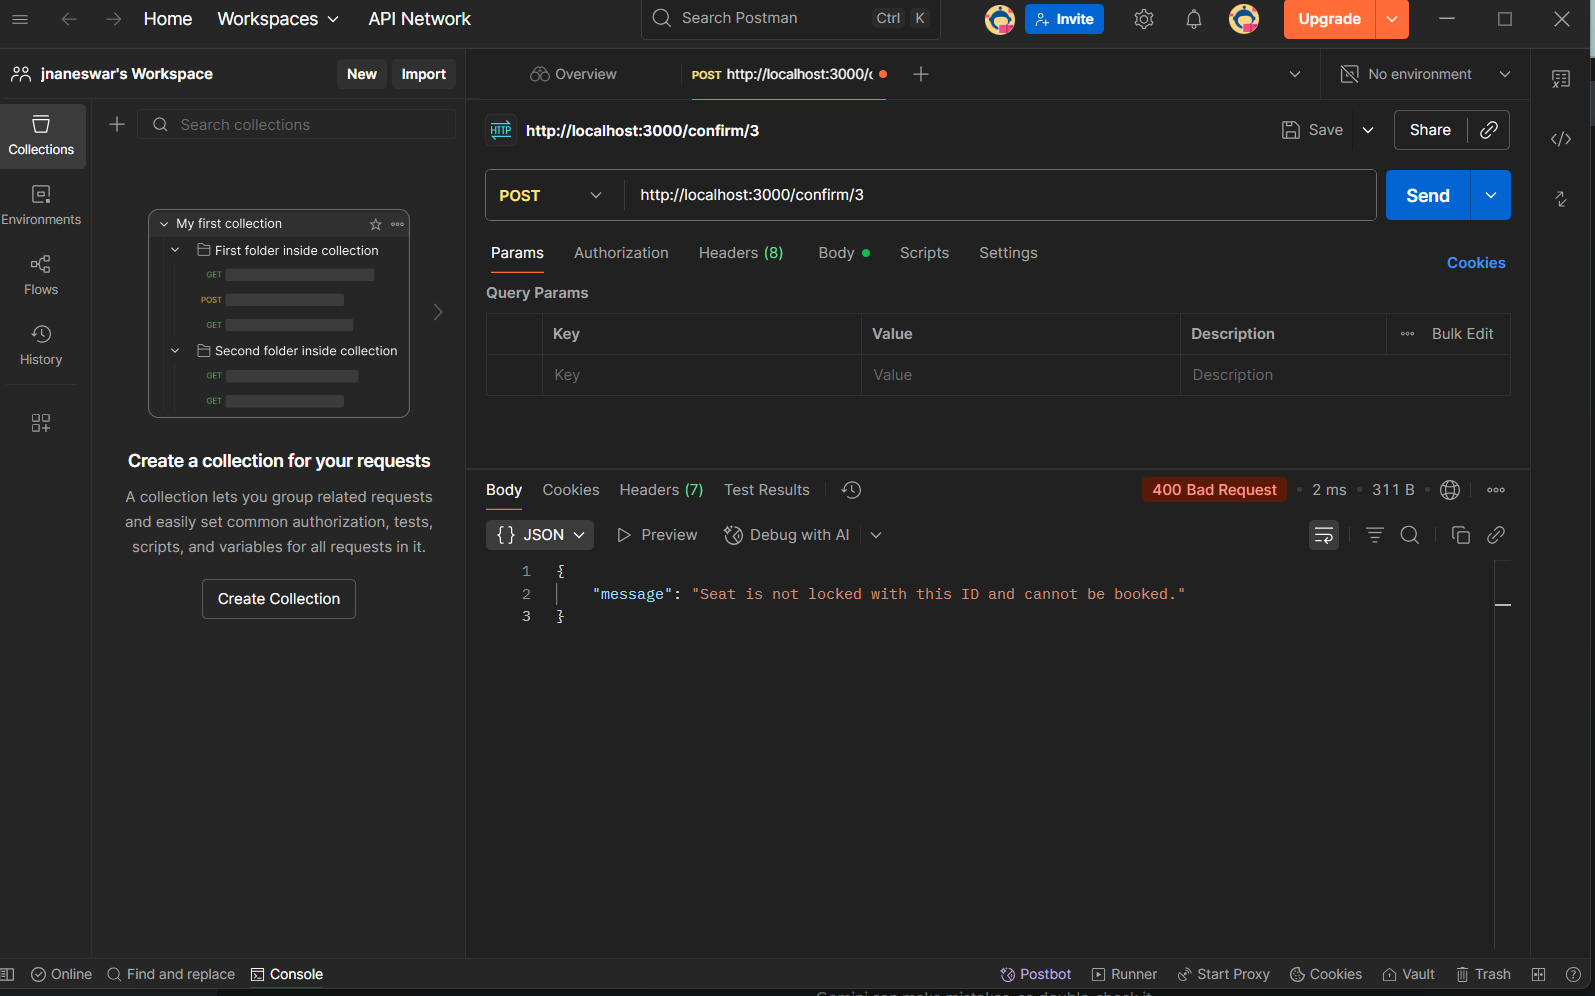 Home Workspaces API Network
Search Postman Ctrl K
Invite
Upgrade
jnaneswar's Workspace New Import
Overview
POST http://localhost:3000/c
No environment
Collections
Environments
Flows
History
Search collections
My first collection
First folder inside collection
GET
POST
GET
Second folder inside collection
GET
GET
Create a collection for your requests
A collection lets you group related requests
and easily set common authorization, tests,
scripts, and variables for all requests in it.
Create Collection
HTTP http://localhost:3000/confirm/3
Save Share
POST http://localhost:3000/confirm/3 Send
Params Authorization Headers (8) Body Scripts Settings
Cookies
Query Params
Key Value Description Bulk Edit
Key Value Description
Body Cookies Headers (7) Test Results
400 Bad Request • 2 ms • 311 B
{} JSON Preview Debug with AI
1 {
2 "message": "Seat is not locked with this ID and cannot be booked."
3 }
Online Find and replace Console
Postbot Runner Start Proxy Cookies Vault Trash